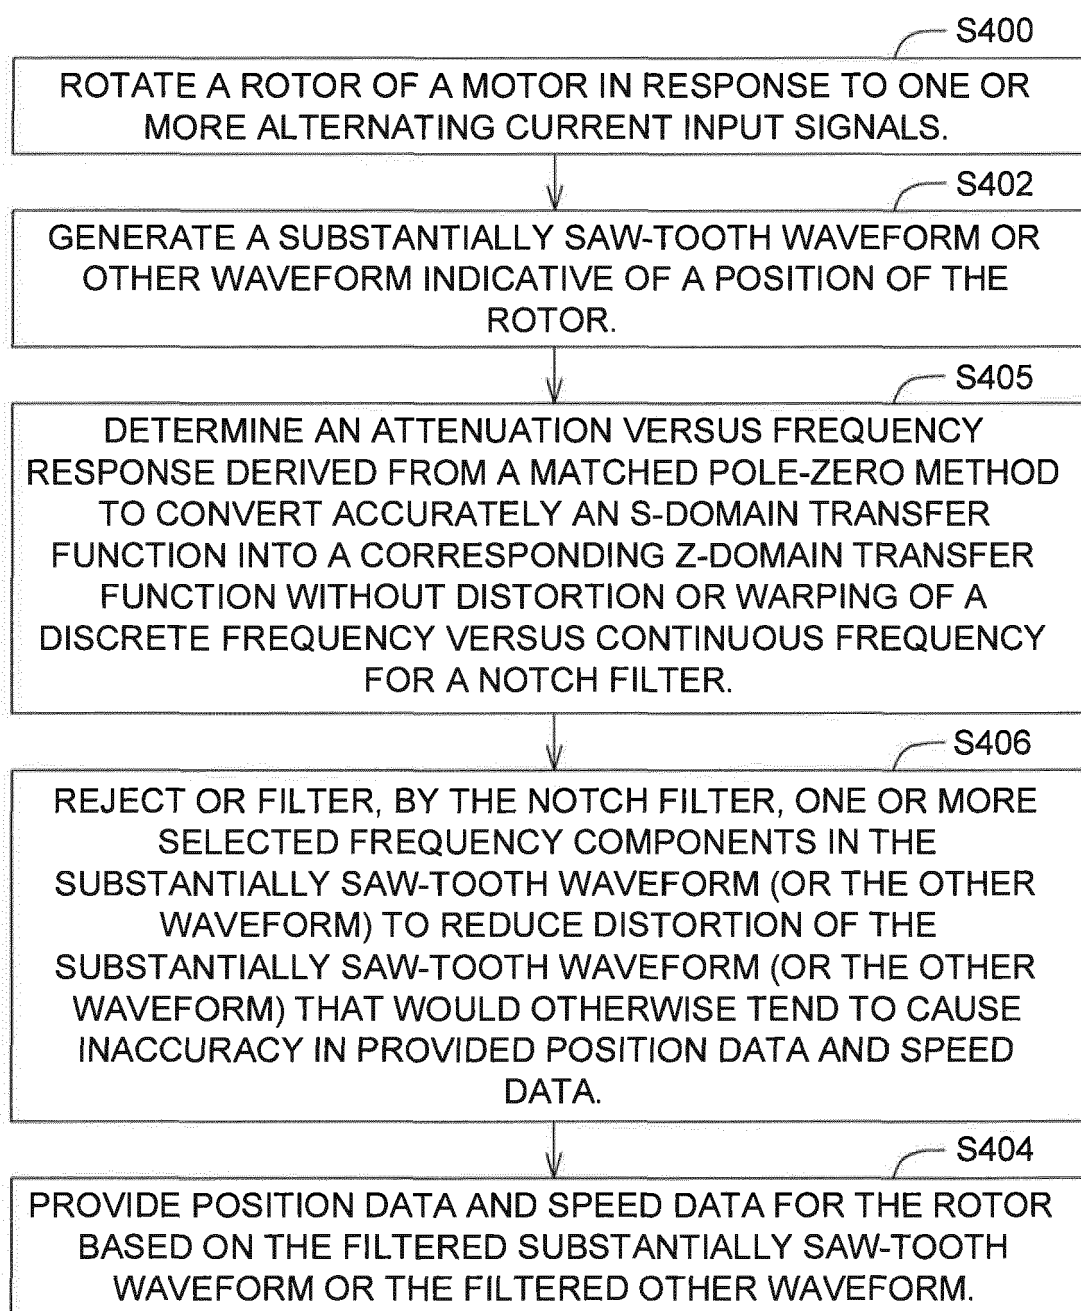 S400
ROTATE A ROTOR OF A MOTOR IN RESPONSE TO ONE OR
MORE ALTERNATING CURRENT INPUT SIGNALS.
S402
GENERATE A SUBSTANTIALLY SAW-TOOTH WAVEFORM OR
OTHER WAVEFORM INDICATIVE OF A POSITION OF THE
ROTOR.
S405
DETERMINE AN ATTENUATION VERSUS FREQUENCY
RESPONSE DERIVED FROM A MATCHED POLE-ZERO METHOD
TO CONVERT ACCURATELY AN S-DOMAIN TRANSFER
FUNCTION INTO A CORRESPONDING Z-DOMAIN TRANSFER
FUNCTION WITHOUT DISTORTION OR WARPING OF A
DISCRETE FREQUENCY VERSUS CONTINUOUS FREQUENCY
FOR A NOTCH FILTER.
S406
REJECT OR FILTER, BY THE NOTCH FILTER, ONE OR MORE
SELECTED FREQUENCY COMPONENTS IN THE
SUBSTANTIALLY SAW-TOOTH WAVEFORM (OR THE OTHER
WAVEFORM) TO REDUCE DISTORTION OF THE
SUBSTANTIALLY SAW-TOOTH WAVEFORM (OR THE OTHER
WAVEFORM) THAT WOULD OTHERWISE TEND TO CAUSE
INACCURACY IN PROVIDED POSITION DATA AND SPEED
DATA.
S404
PROVIDE POSITION DATA AND SPEED DATA FOR THE ROTOR
BASED ON THE FILTERED SUBSTANTIALLY SAW-TOOTH
WAVEFORM OR THE FILTERED OTHER WAVEFORM.